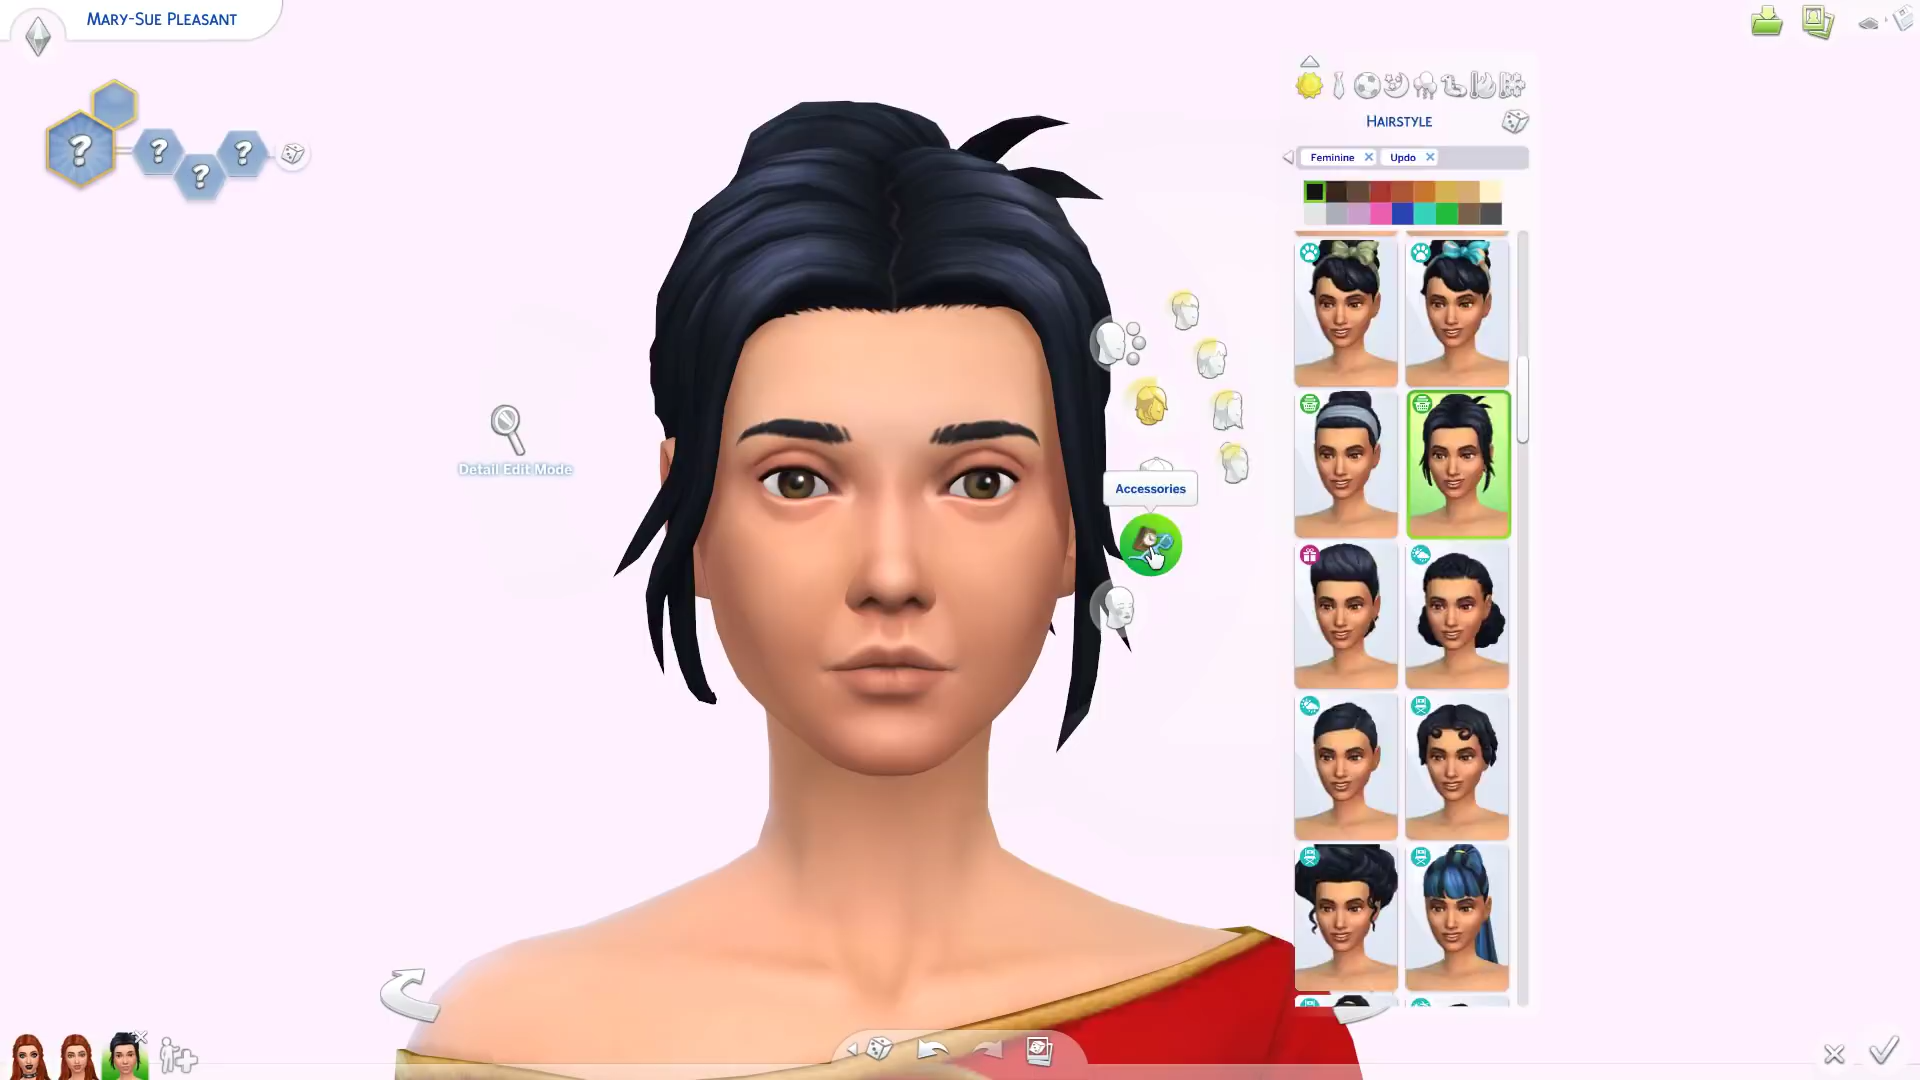 MARY-SUE PLEASANT
HAIRSTYLE
Feminine
Updo
Detail Edit Mode
Accessories
? ? ? ?